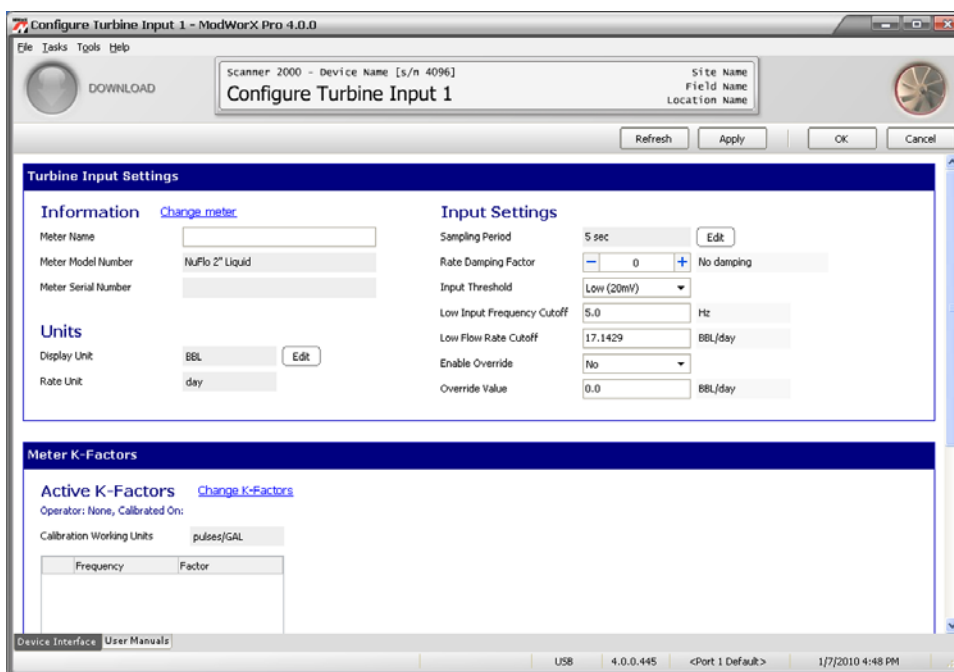 Configure Turbine Input 1 - ModWorX Pro 4.0.0
File Tasks Tools Help
DOWNLOAD
Scanner 2000 - Device Name [s/n 4096]
Configure Turbine Input 1
Site Name
Field Name
Location Name
Refresh Apply OK Cancel
Turbine Input Settings
Information Change meter
Meter Name
Meter Model Number NuFlo 2" Liquid
Meter Serial Number
Units
Display Unit BBL Edit
Rate Unit day
Input Settings
Sampling Period 5 sec Edit
Rate Damping Factor − 0 + No damping
Input Threshold Low (20mV)
Low Input Frequency Cutoff 5.0 Hz
Low Flow Rate Cutoff 17.1429 BBL/day
Enable Override No
Override Value 0.0 BBL/day
Meter K-Factors
Active K-Factors Change K-Factors
Operator: None, Calibrated On:
Calibration Working Units pulses/GAL
Frequency Factor
Device Interface User Manuals
USB 4.0.0.445 <Port 1 Default> 1/7/2010 4:48 PM